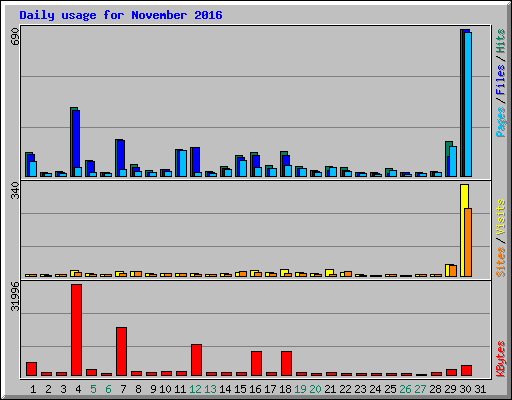 Daily usage for November 2016
690
Pages/Files/Hits
340
Sites/Visits
31996
KBytes
1 2 3 4 5 6 7 8 9 10 11 12 13 14 15 16 17 18 19 20 21 22 23 24 25 26 27 28 29 30 31